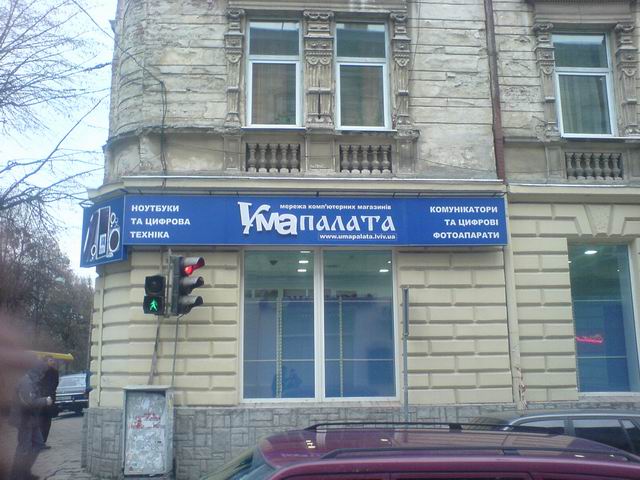 НОУТБУКИ
ТА ЦИФРОВА
ТЕХНІКА
мережа комп'ютерних магазинів
Умапалата
www.umapalata.lviv.ua
КОМУНІКАТОРИ
ТА ЦИФРОВІ
ФОТОАПАРАТИ